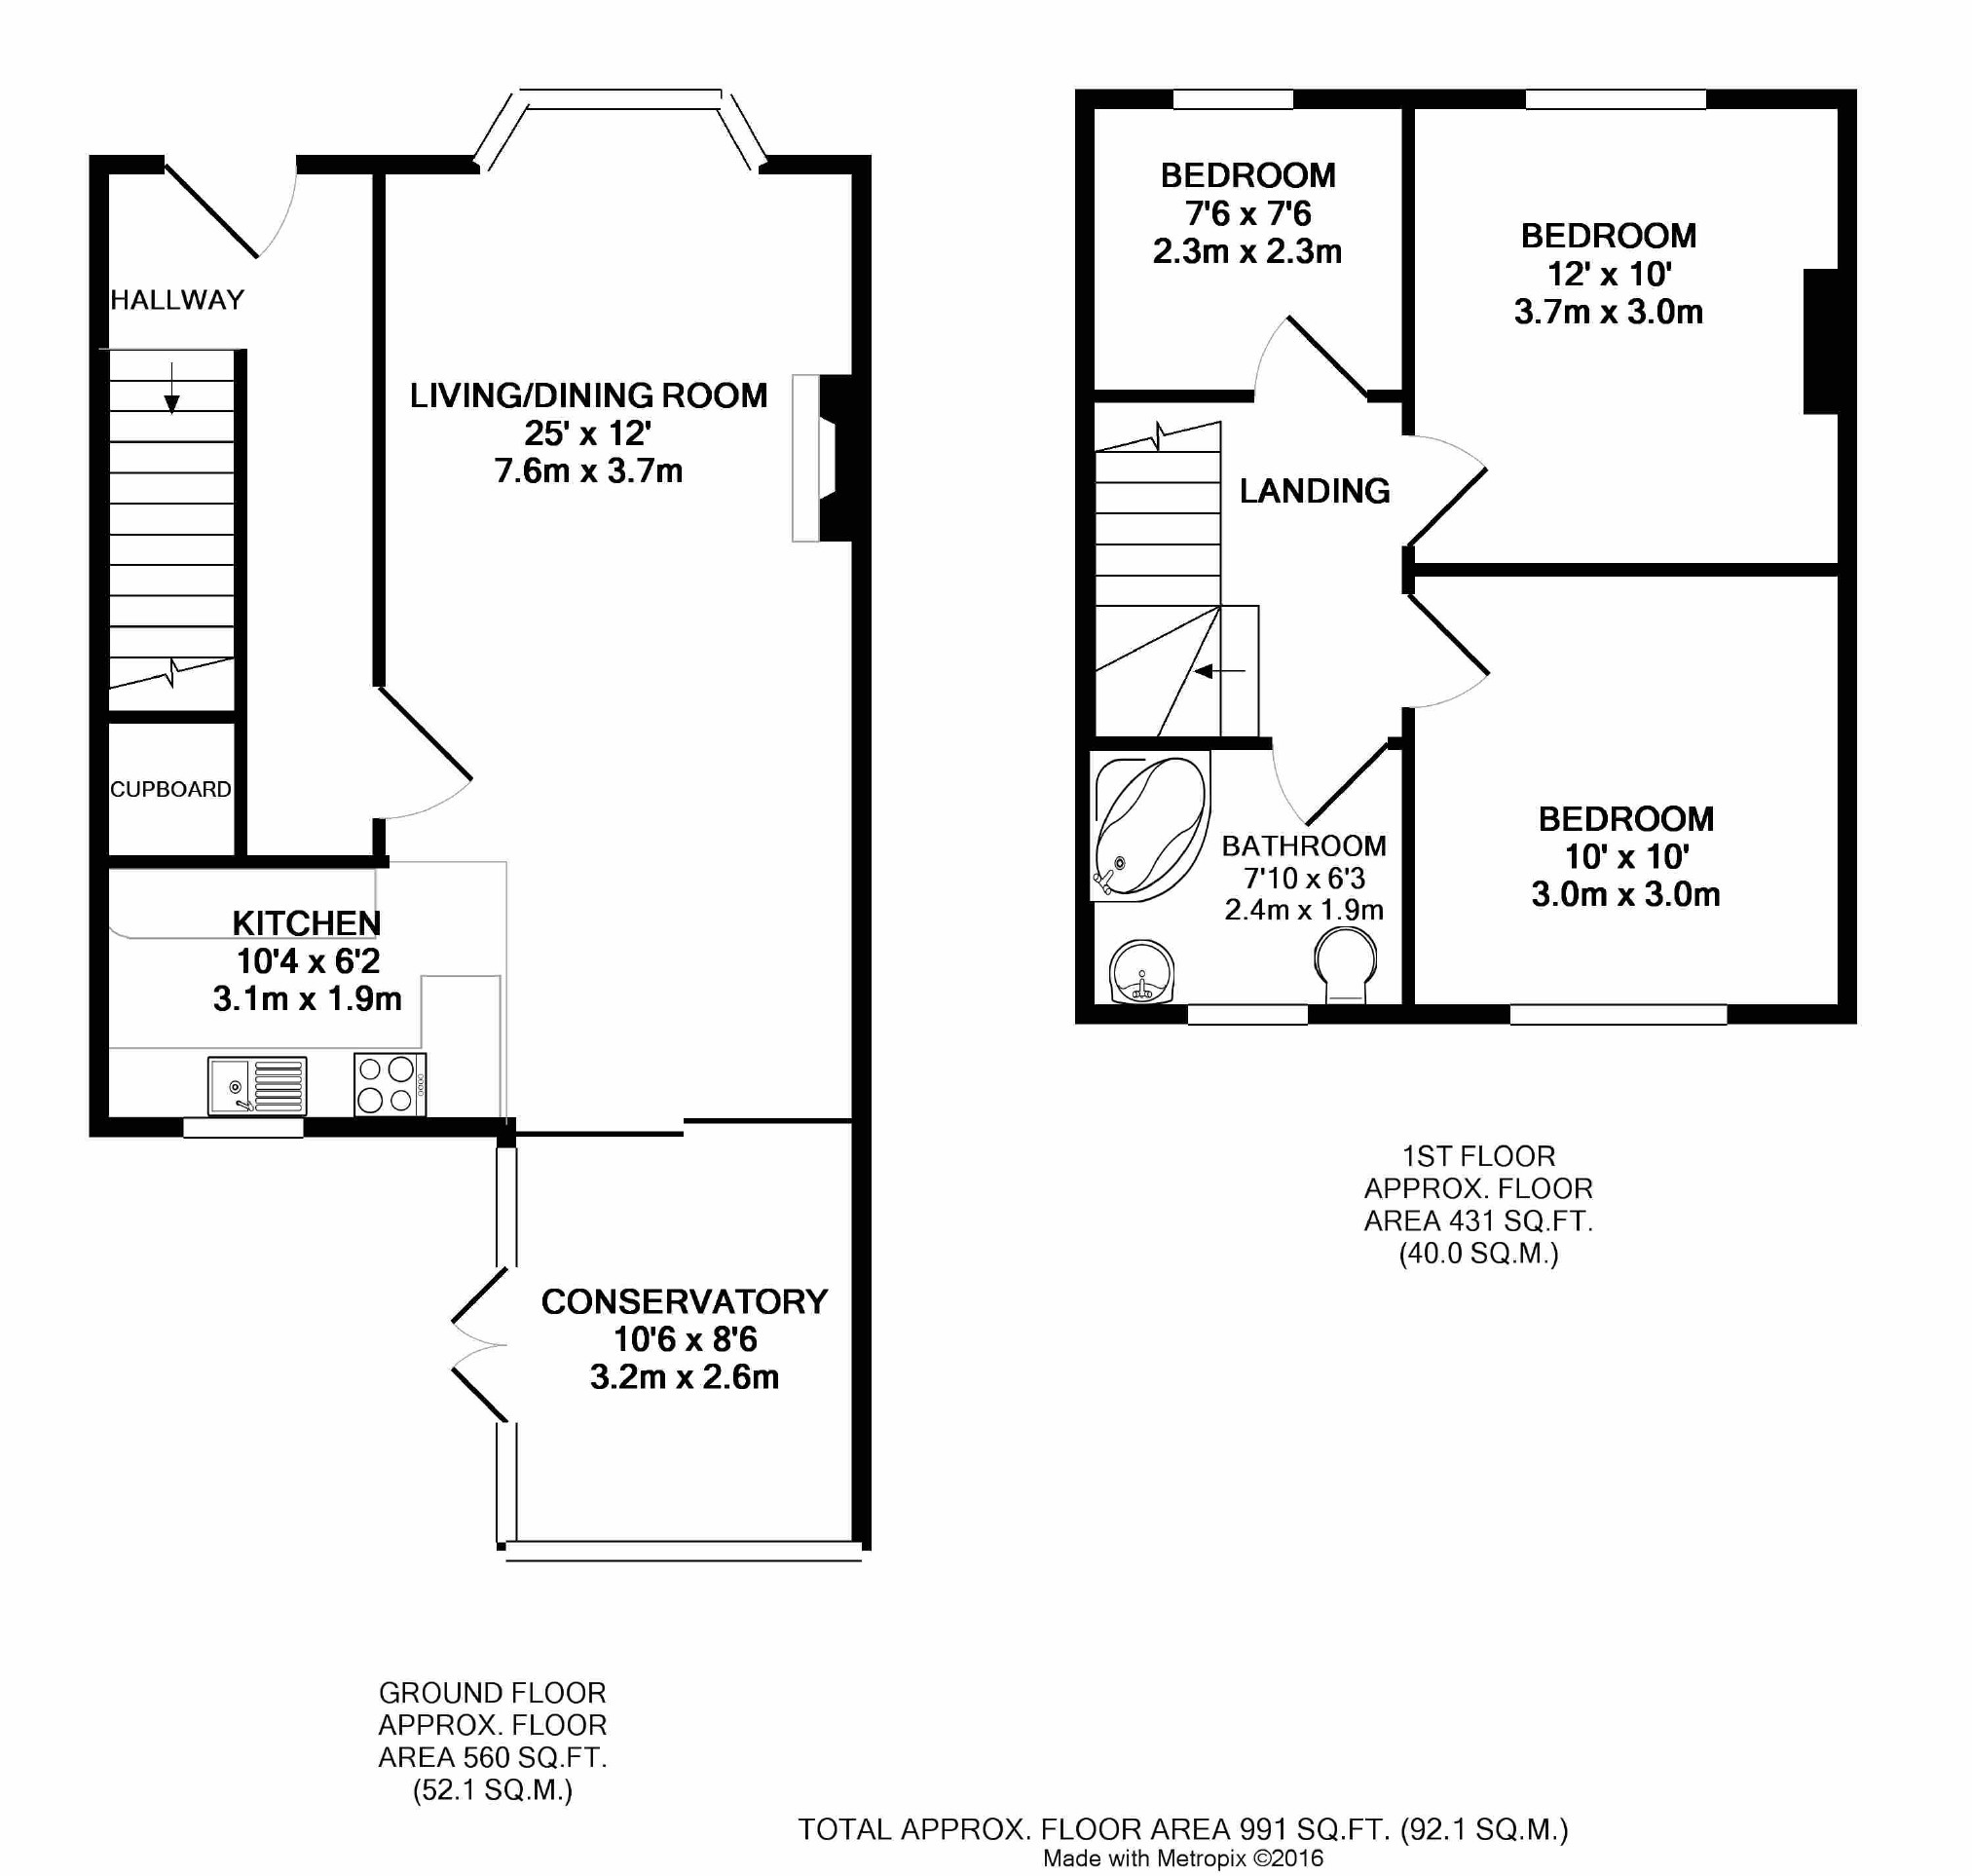 HALLWAY
LIVING/DINING ROOM
25' x 12'
7.6m x 3.7m
CUPBOARD
KITCHEN
10'4 x 6'2
3.1m x 1.9m
CONSERVATORY
10'6 x 8'6
3.2m x 2.6m
GROUND FLOOR
APPROX. FLOOR
AREA 560 SQ.FT.
(52.1 SQ.M.)
BEDROOM
7'6 x 7'6
2.3m x 2.3m
BEDROOM
12' x 10'
3.7m x 3.0m
LANDING
BATHROOM
7'10 x 6'3
2.4m x 1.9m
BEDROOM
10' x 10'
3.0m x 3.0m
1ST FLOOR
APPROX. FLOOR
AREA 431 SQ.FT.
(40.0 SQ.M.)
TOTAL APPROX. FLOOR AREA 991 SQ.FT. (92.1 SQ.M.)
Made with Metropix ©2016